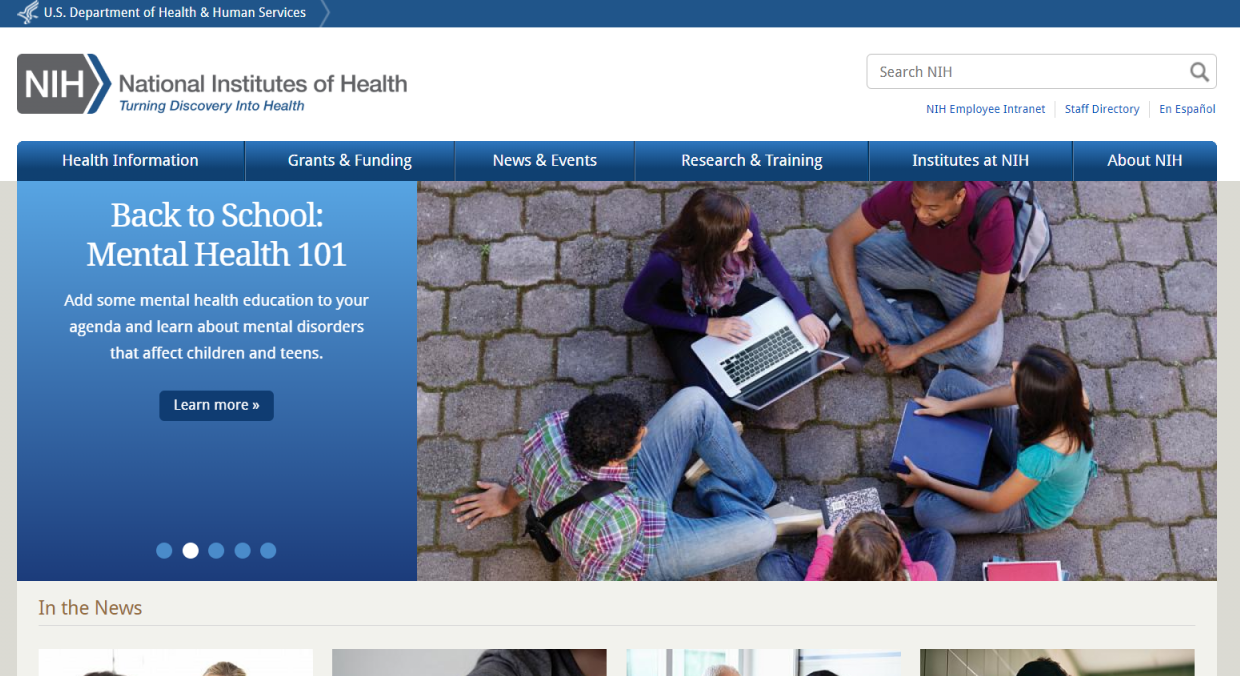 U.S. Department of Health & Human Services
NIH
National Institutes of Health
Turning Discovery Into Health
Search NIH
NIH Employee Intranet
Staff Directory
En Español
Health Information
Grants & Funding
News & Events
Research & Training
Institutes at NIH
About NIH
Back to School:
Mental Health 101
Add some mental health education to your
agenda and learn about mental disorders
that affect children and teens.
Learn more »
In the News